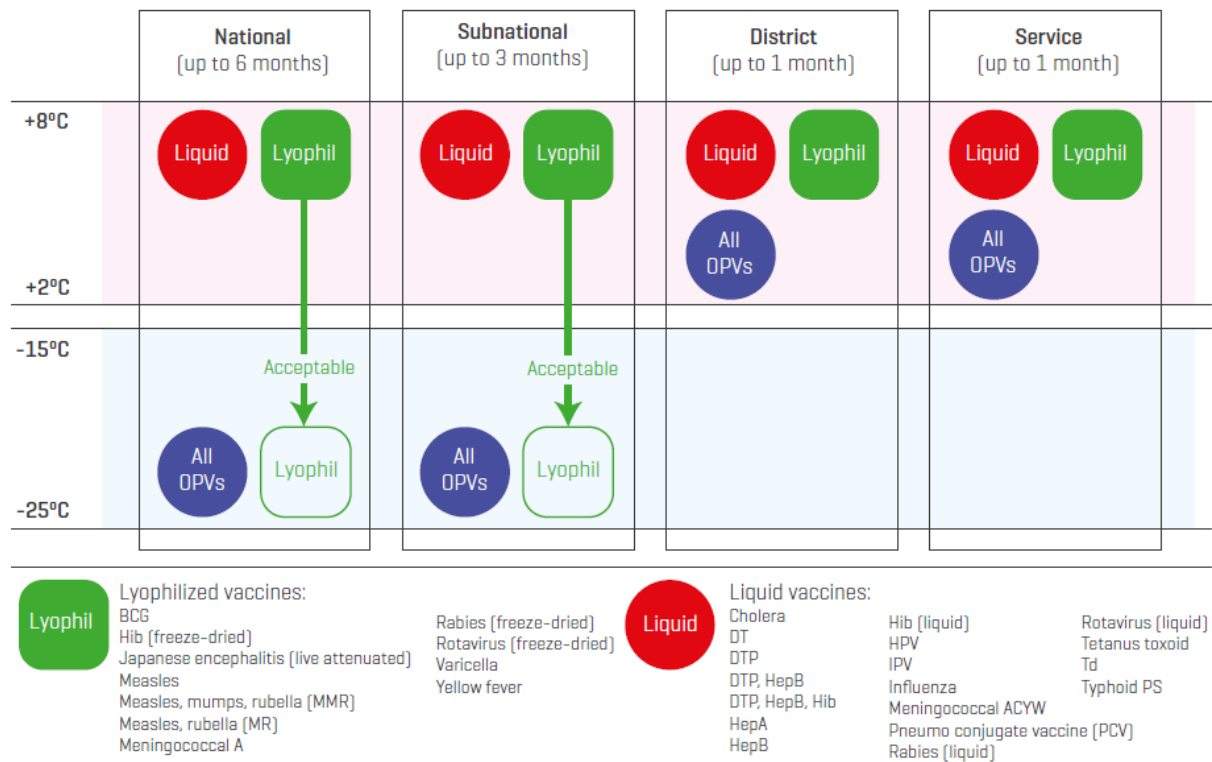 National
(up to 6 months)
Subnational
(up to 3 months)
District
(up to 1 month)
Service
(up to 1 month)
+8ºC
Liquid
Lyophil
Liquid
Lyophil
Liquid
Lyophil
Liquid
Lyophil
All
OPVs
All
OPVs
+2ºC
-15ºC
Acceptable
Acceptable
All
OPVs
Lyophil
All
OPVs
Lyophil
-25ºC
Lyophil
Lyophilized vaccines:
BCG
Hib (freeze-dried)
Japanese encephalitis (live attenuated)
Measles
Measles, mumps, rubella (MMR)
Measles, rubella (MR)
Meningococcal A
Rabies (freeze-dried)
Rotavirus (freeze-dried)
Varicella
Yellow fever
Liquid
Liquid vaccines:
Cholera
DT
DTP
DTP, HepB
DTP, HepB, Hib
HepA
HepB
Hib (liquid)
HPV
IPV
Influenza
Meningococcal ACYW
Pneumo conjugate vaccine (PCV)
Rabies (liquid)
Rotavirus (liquid)
Tetanus toxoid
Td
Typhoid PS